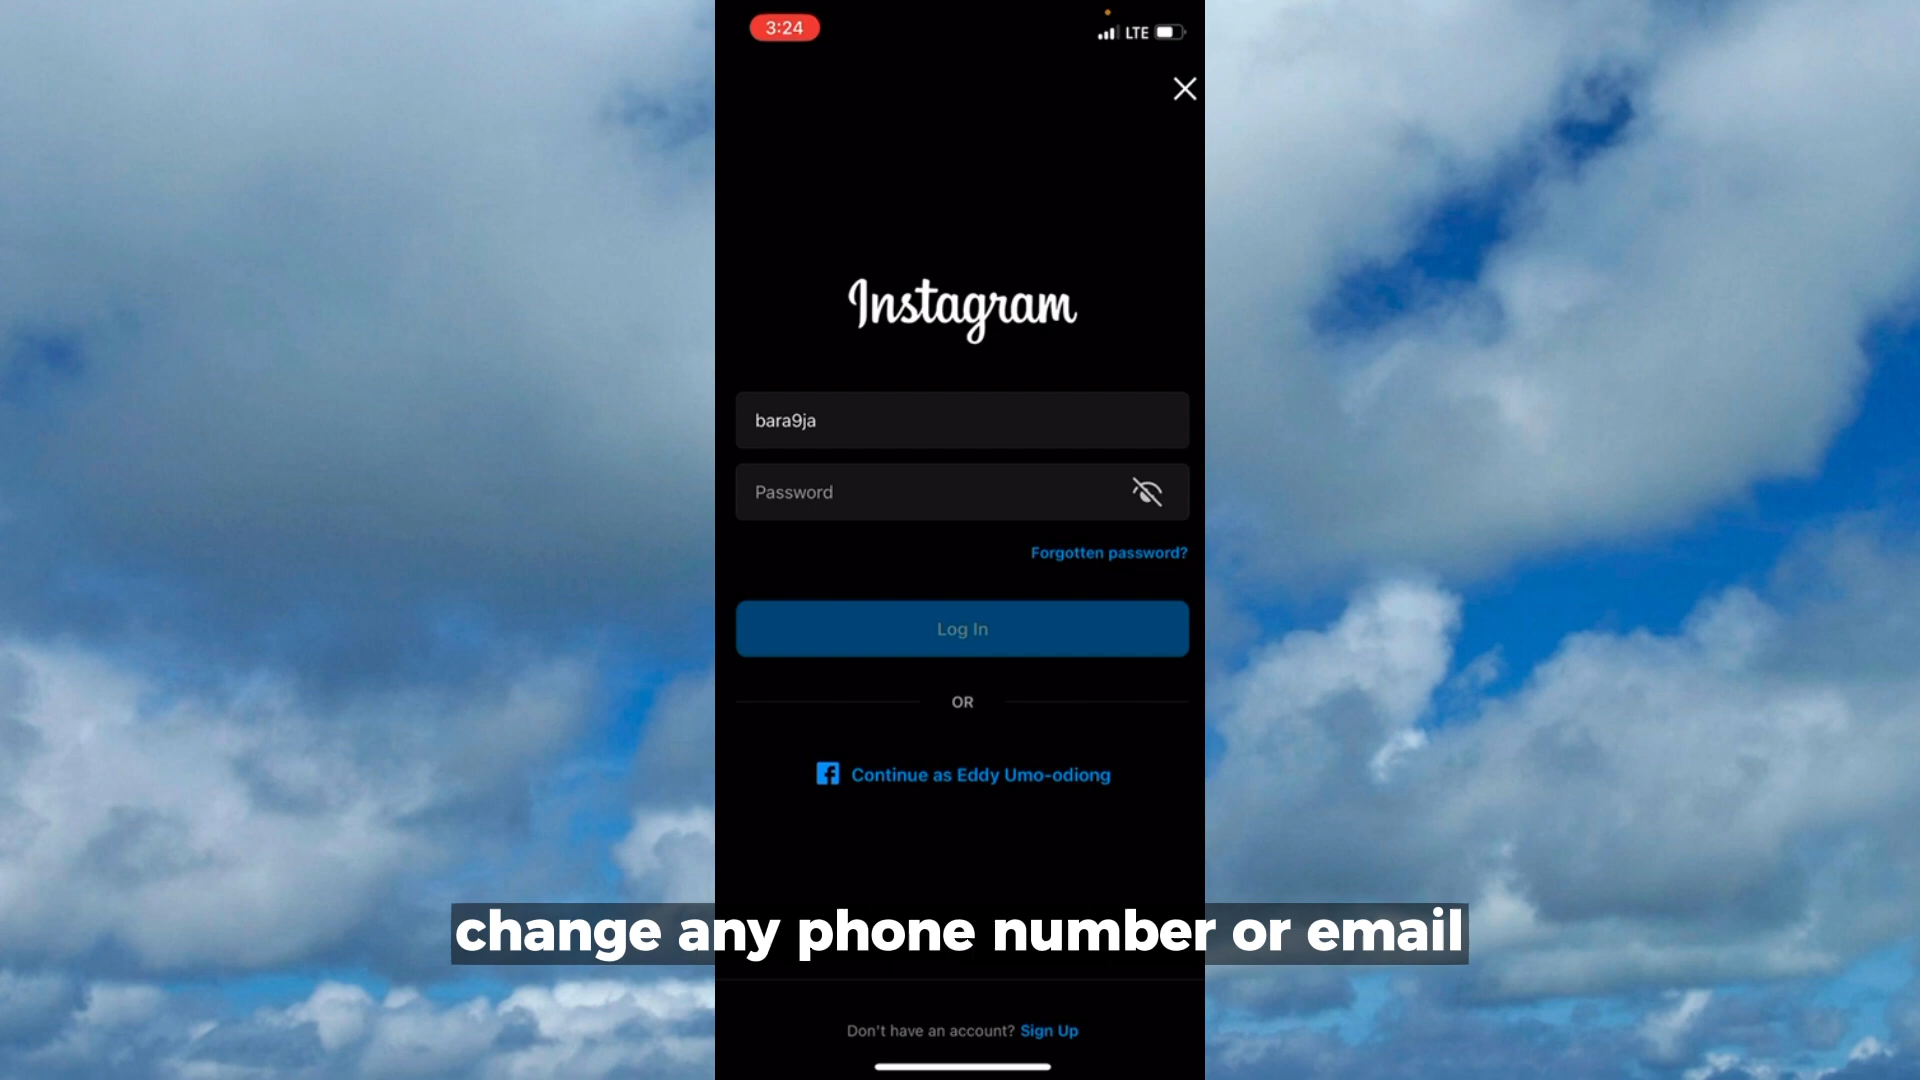 3:24
LTE
Instagram
bara9ja
Password
Forgotten password?
Log In
OR
Continue as Eddy Umo-odiong
change any phone number or email
Don't have an account? Sign Up